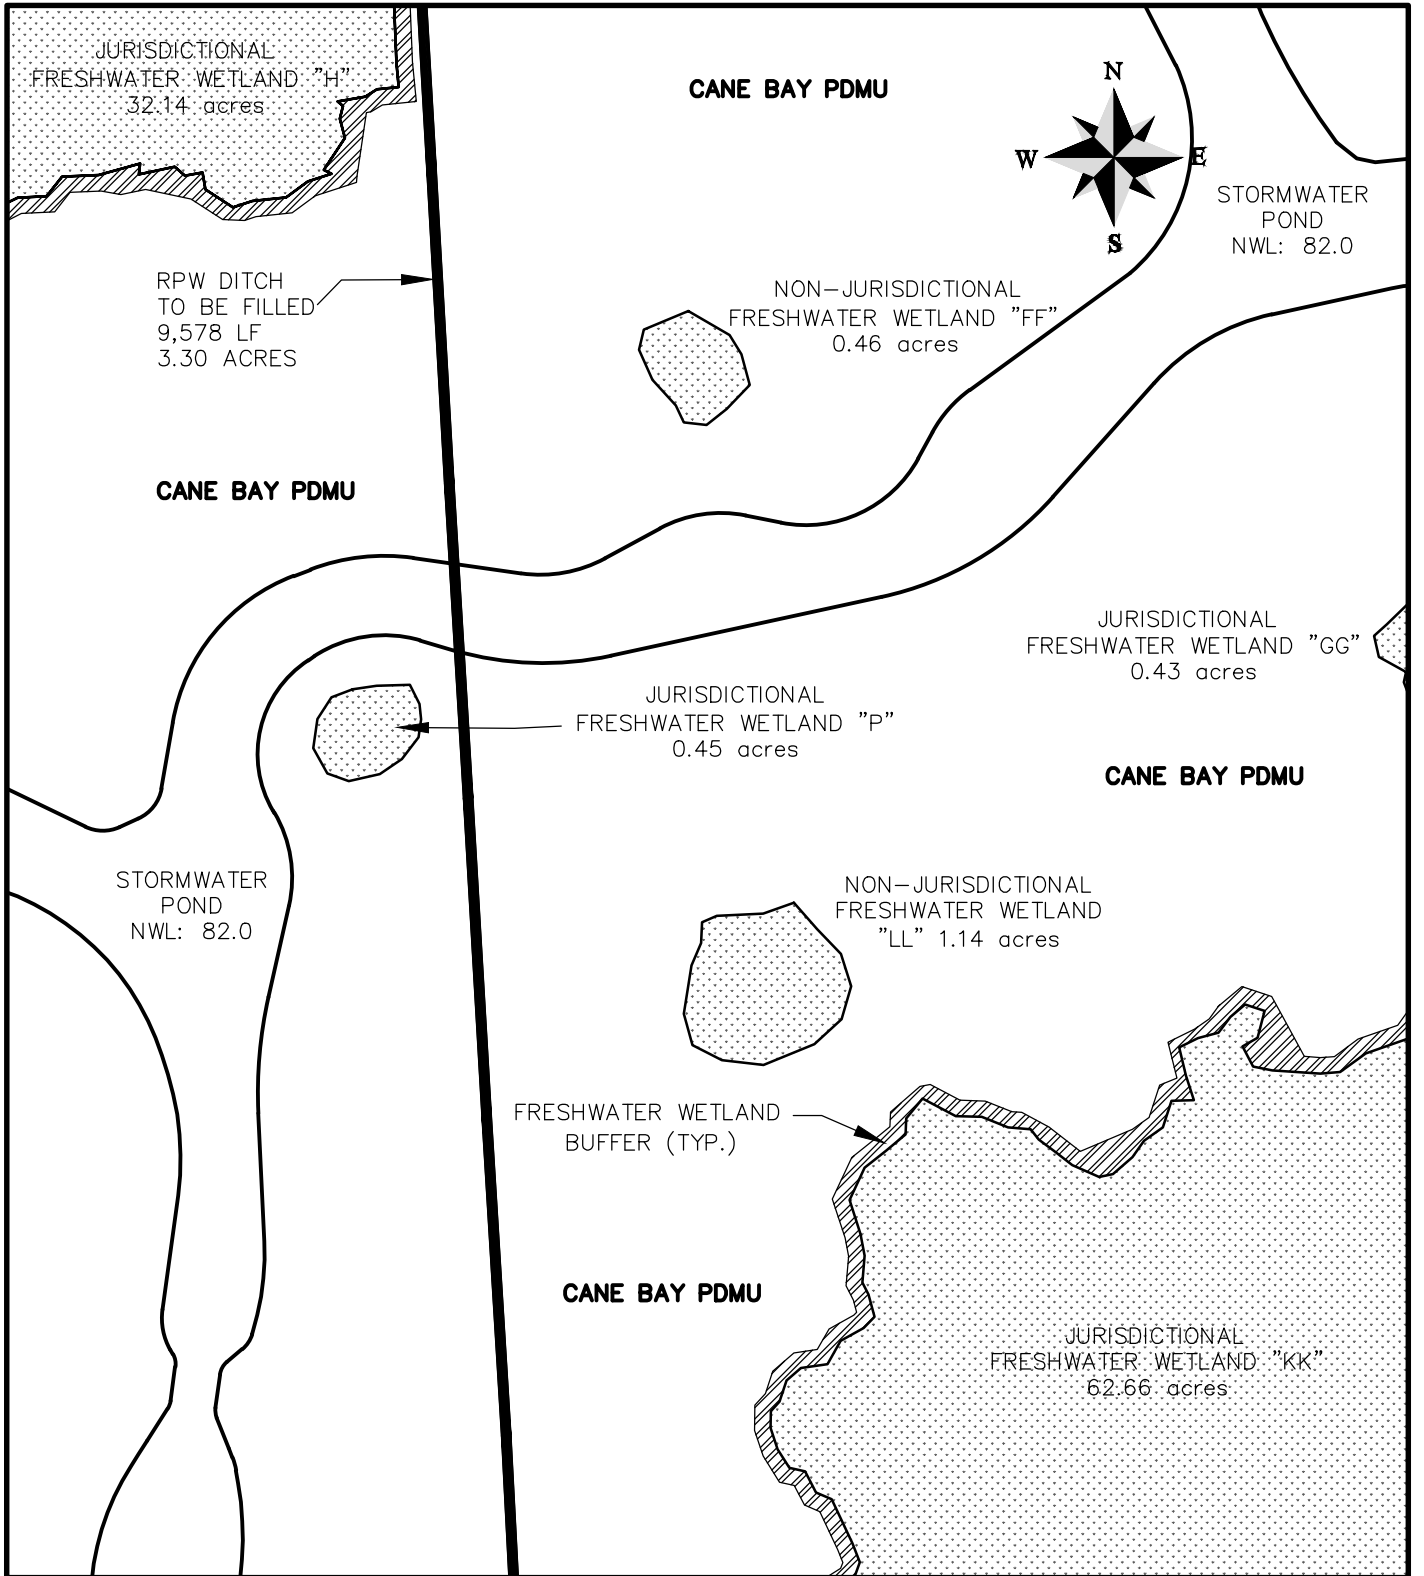 JURISDICTIONAL
FRESHWATER WETLAND "H"
32.14 acres
CANE BAY PDMU
N
W
E
S
STORMWATER
POND
NWL: 82.0
RPW DITCH
TO BE FILLED
9,578 LF
3.30 ACRES
NON-JURISDICTIONAL
FRESHWATER WETLAND "FF"
0.46 acres
CANE BAY PDMU
JURISDICTIONAL
FRESHWATER WETLAND "GG"
0.43 acres
JURISDICTIONAL
FRESHWATER WETLAND "P"
0.45 acres
CANE BAY PDMU
STORMWATER
POND
NWL: 82.0
NON-JURISDICTIONAL
FRESHWATER WETLAND
"LL" 1.14 acres
FRESHWATER WETLAND
BUFFER (TYP.)
CANE BAY PDMU
JURISDICTIONAL
FRESHWATER WETLAND "KK"
62.66 acres